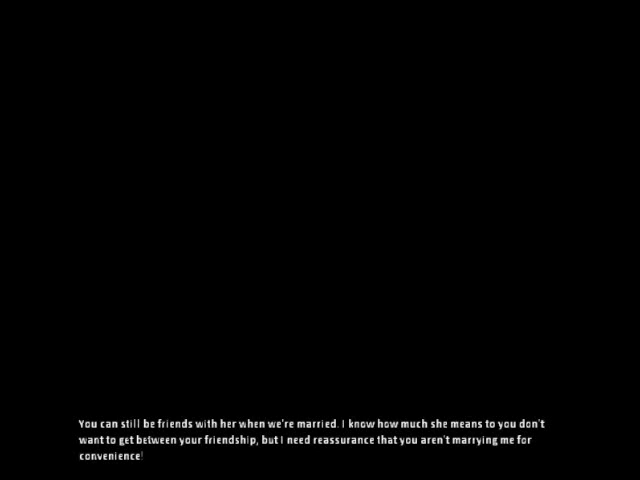 You can still be friends with her when we're married. I know how much she means to you don't
want to get between your friendship, but I need reassurance that you aren't marrying me for
convenience!